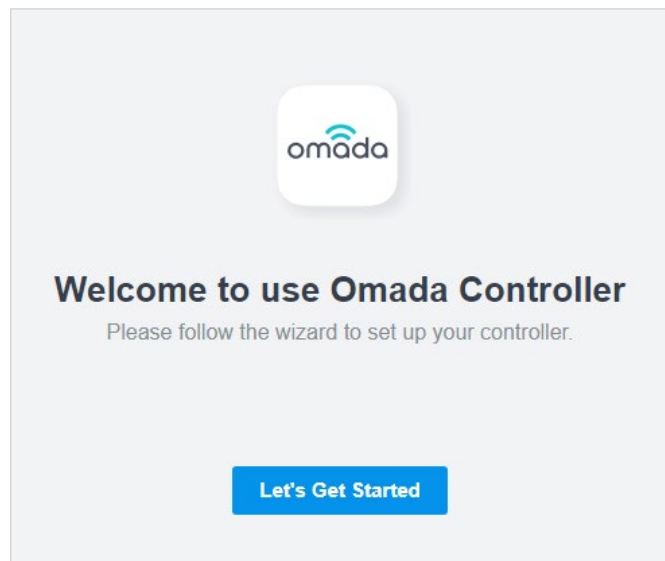 omada
Welcome to use Omada Controller
Please follow the wizard to set up your controller.
Let's Get Started